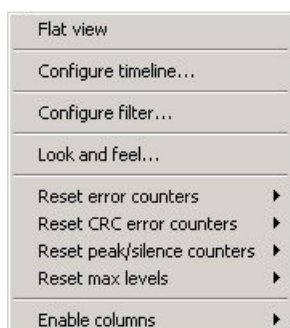 Flat view
Configure timeline...
Configure filter...
Look and feel...
Reset error counters
Reset CRC error counters
Reset peak/silence counters
Reset max levels
Enable columns